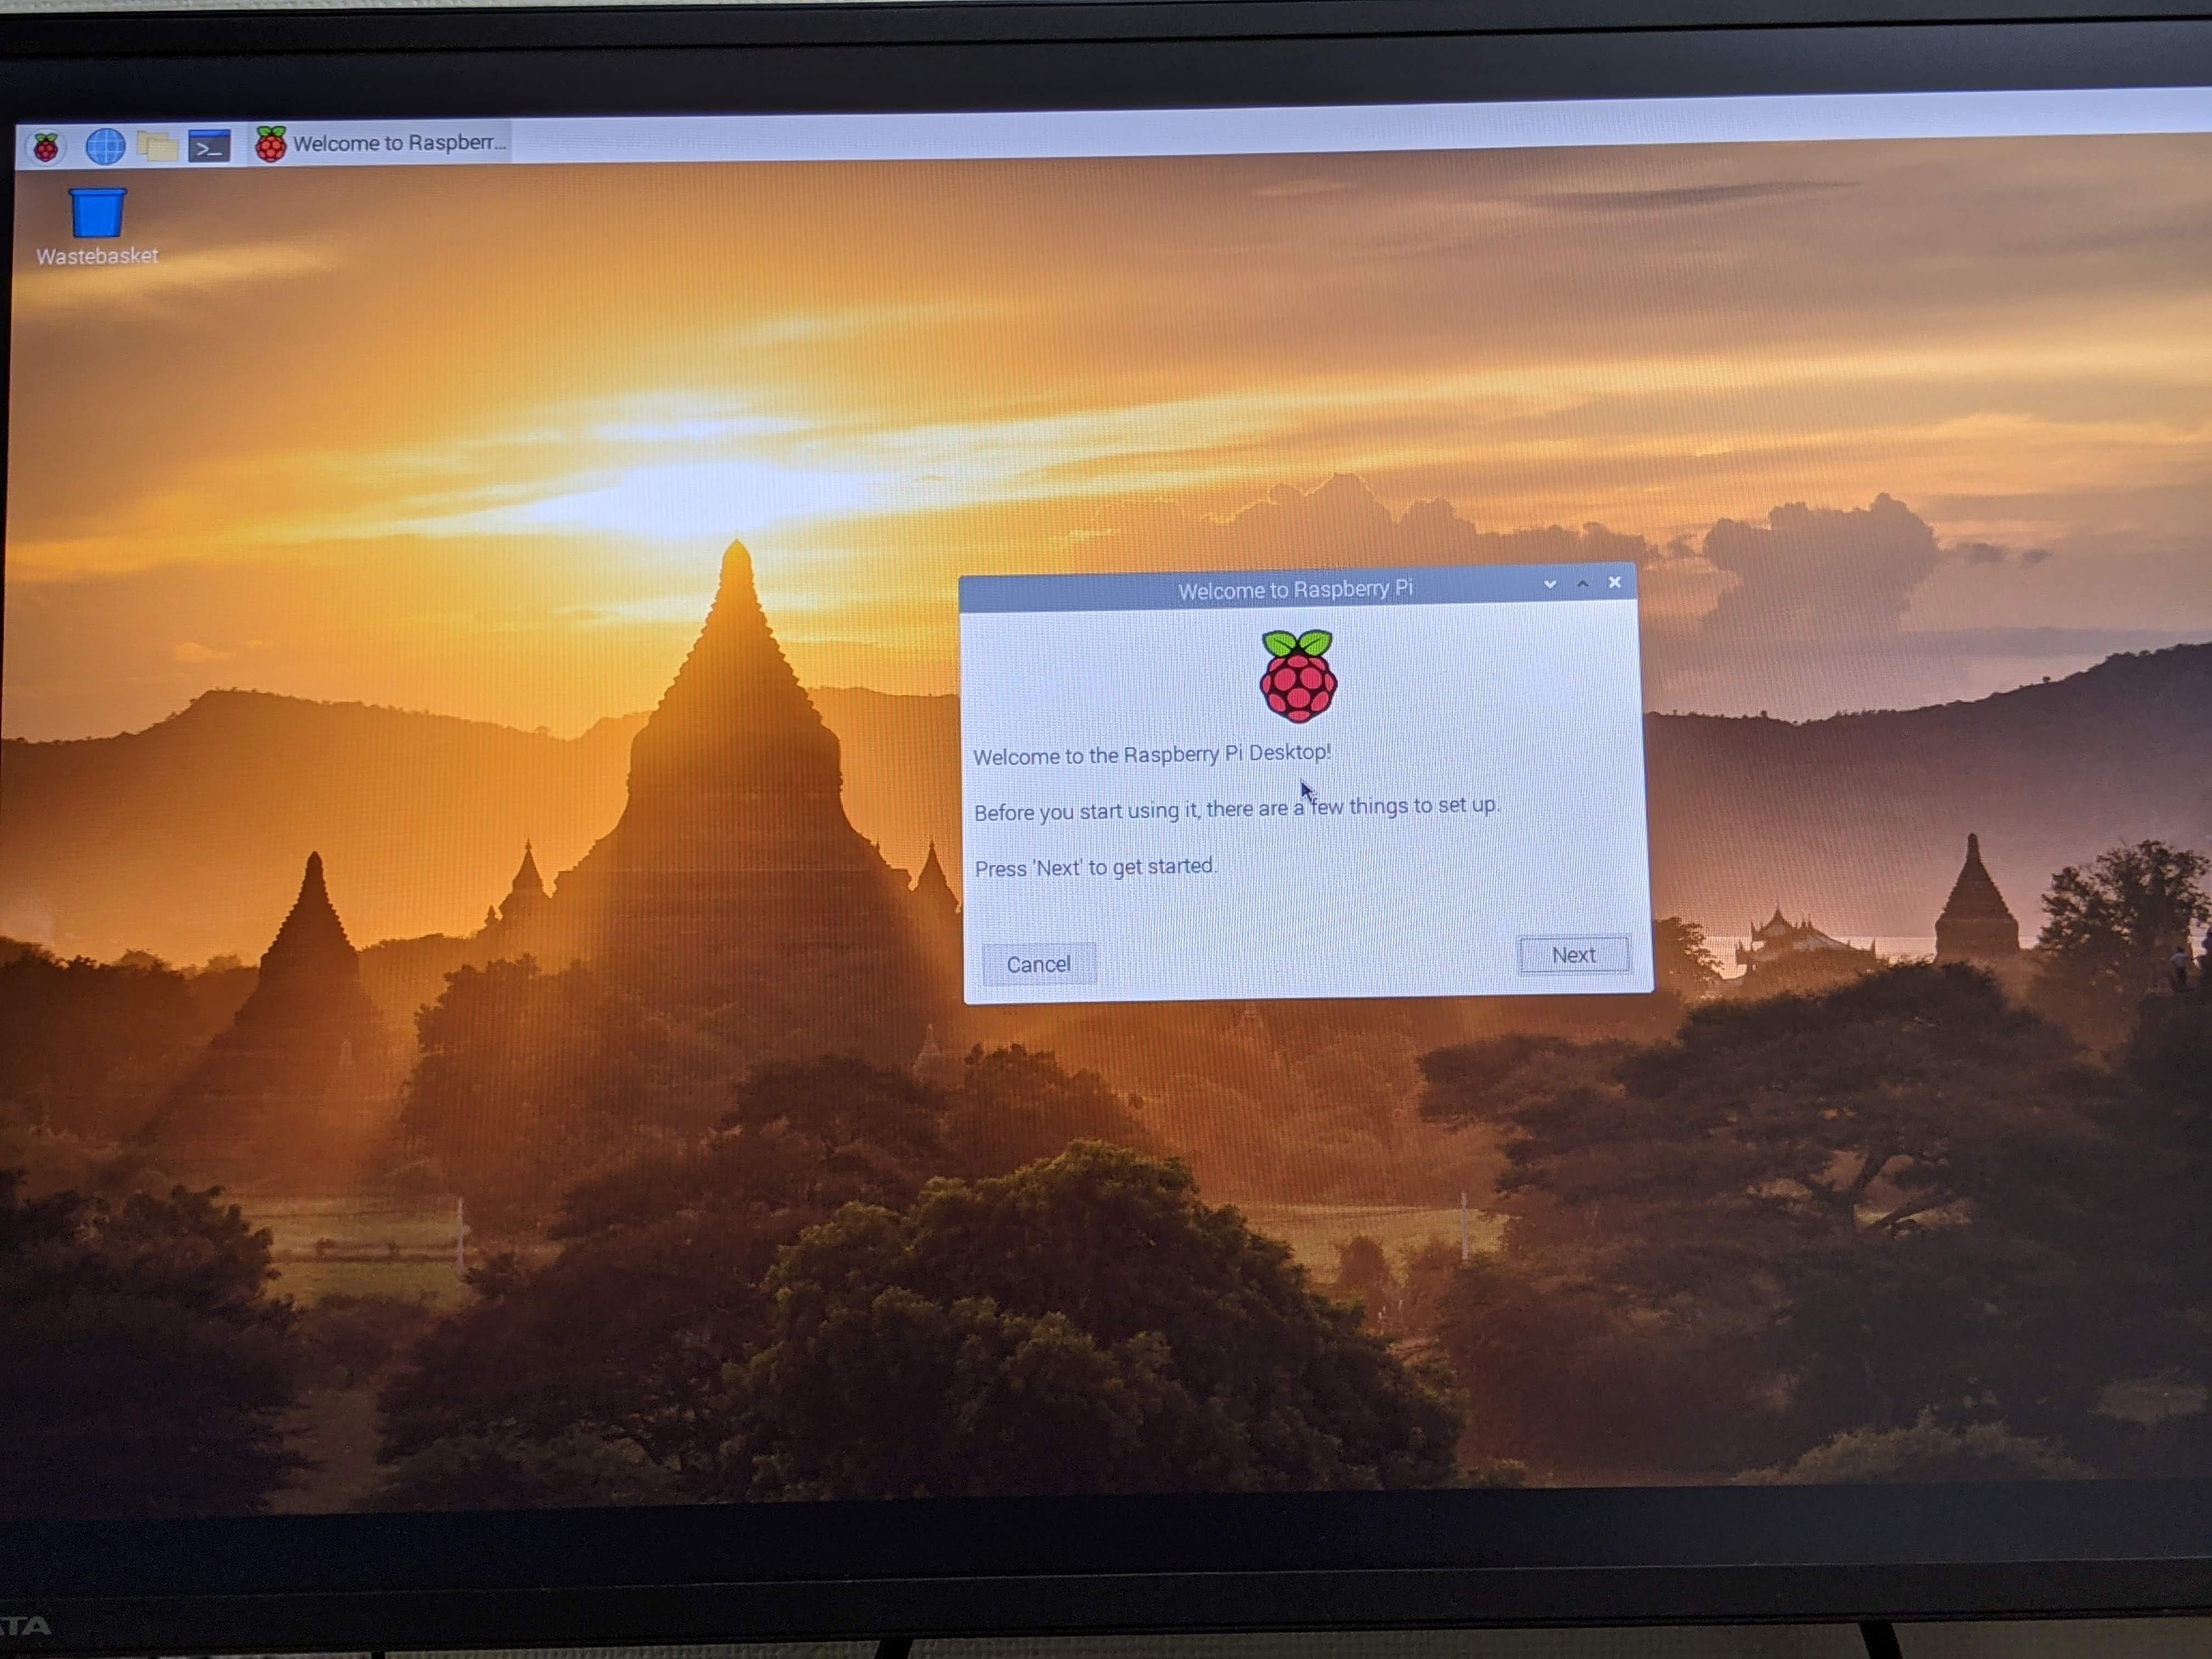 Welcome to Raspberr...
Wastebasket
Welcome to Raspberry Pi
Welcome to the Raspberry Pi Desktop!
Before you start using it, there are a few things to set up.
Press 'Next' to get started.
Cancel
Next
TA